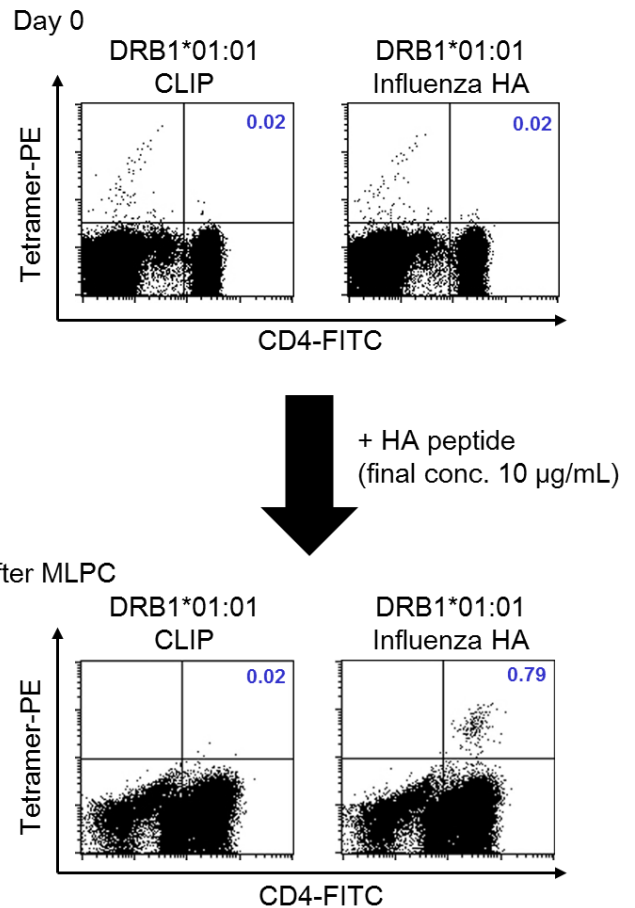 Day 0
DRB1*01:01
CLIP
DRB1*01:01
Influenza HA
0.02
0.02
Tetramer-PE
CD4-FITC
+ HA peptide
(final conc. 10 µg/mL)
fter MLPC
DRB1*01:01
CLIP
DRB1*01:01
Influenza HA
0.02
0.79
Tetramer-PE
CD4-FITC